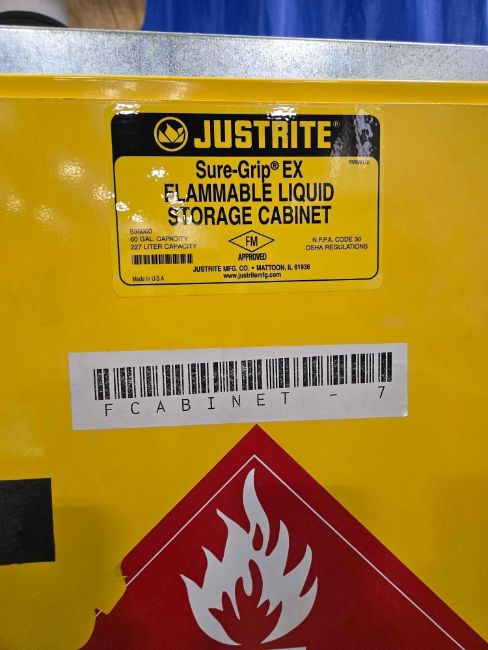 JUSTRITE®
Sure-Grip® EX
FLAMMABLE LIQUID
STORAGE CABINET
60 GAL. CAPACITY
227 LITER CAPACITY
Made in U.S.A.
FM
APPROVED
N.F.P.A. CODE 30
OSHA REGULATIONS
JUSTRITE MFG. CO. • MATTOON, IL 61938
www.justritemfg.com
FCABINET - 7